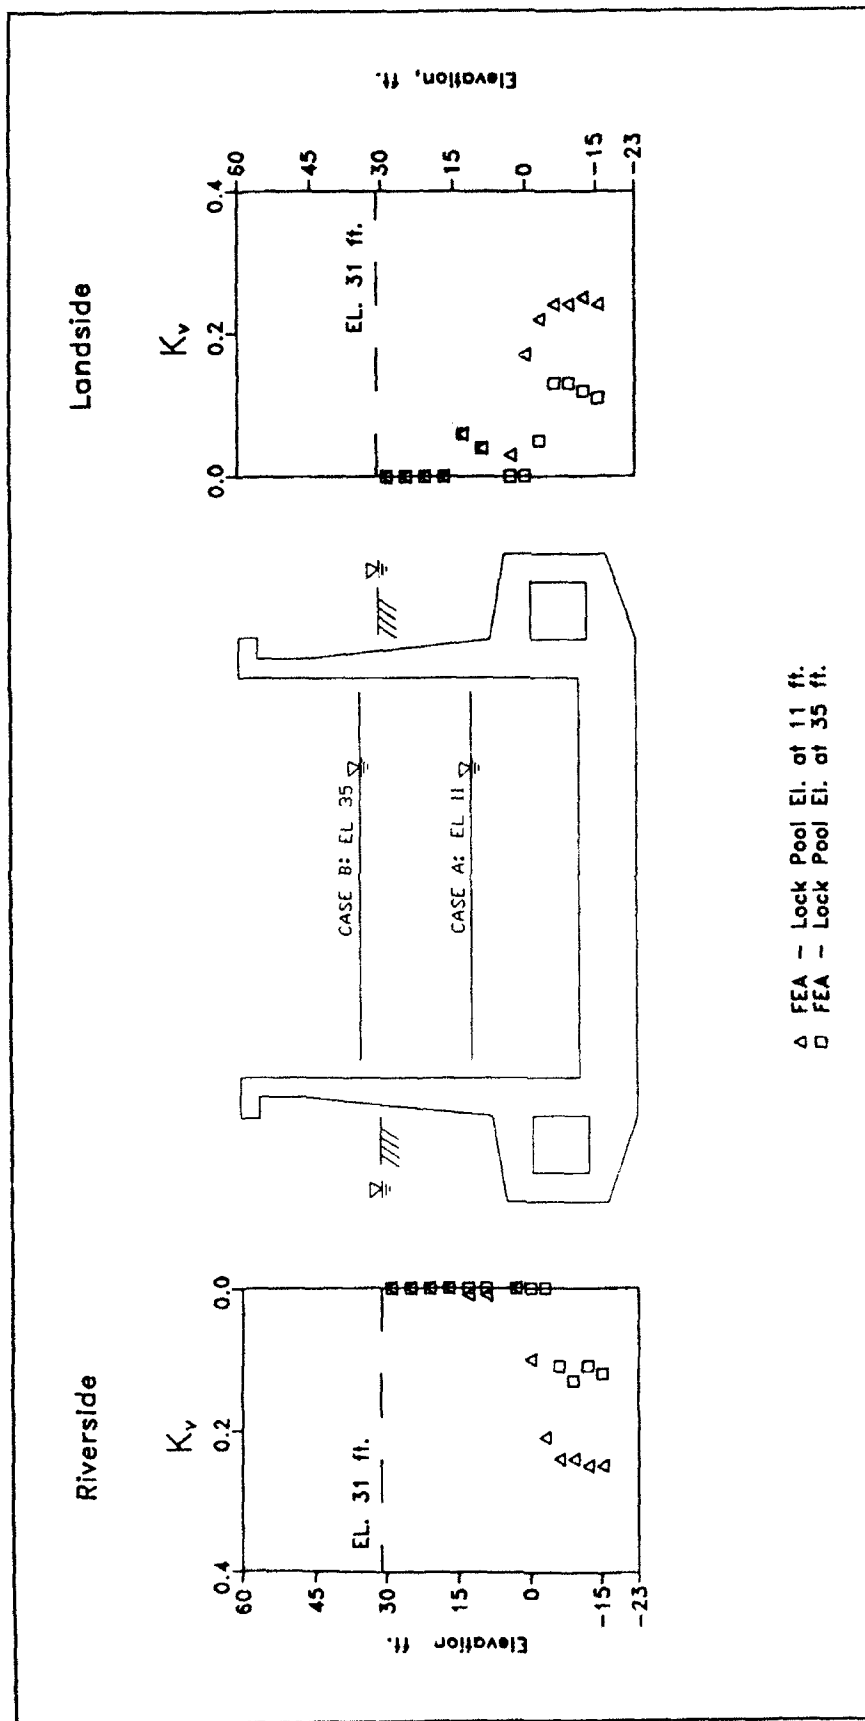 Riverside
Landside
Kv
Kv
0.4
0.2
0.0
0.0
0.2
0.4
60
45
30
15
0
-15
-23
Elevation ft.
EL. 31 ft.
CASE B: EL 35
CASE A: EL 11
EL. 31 ft.
60
45
30
15
0
-15
-23
Elevation, ft.
△ FEA – Lock Pool El. at 11 ft.
□ FEA – Lock Pool El. at 35 ft.